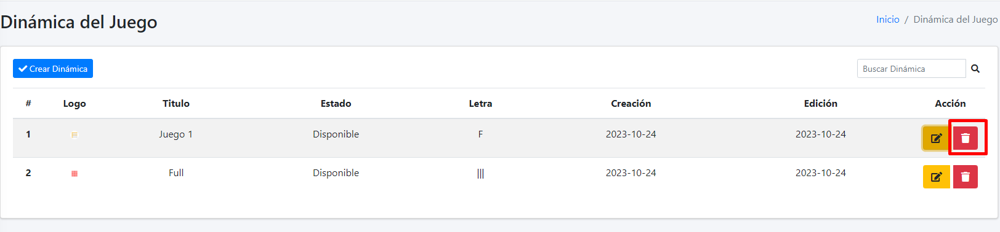 Dinámica del Juego
Inicio / Dinámica del Juego
Crear Dinámica
Buscar Dinámica
# Logo Titulo Estado Letra Creación Edición Acción
1 Juego 1 Disponible F 2023-10-24 2023-10-24
2 Full Disponible ||| 2023-10-24 2023-10-24